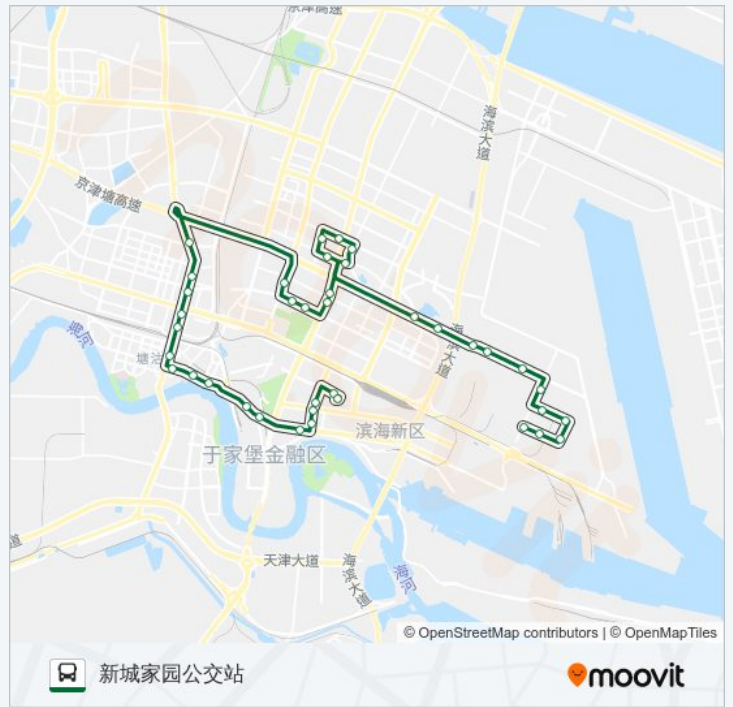 京津高速
海滨大道
京津塘高速
海河
塘沽
海滨大道
滨海新区
于家堡金融区
道
天津大道
海滨大道
海河
© OpenStreetMap contributors | © OpenMapTiles
新城家园公交站
moovit